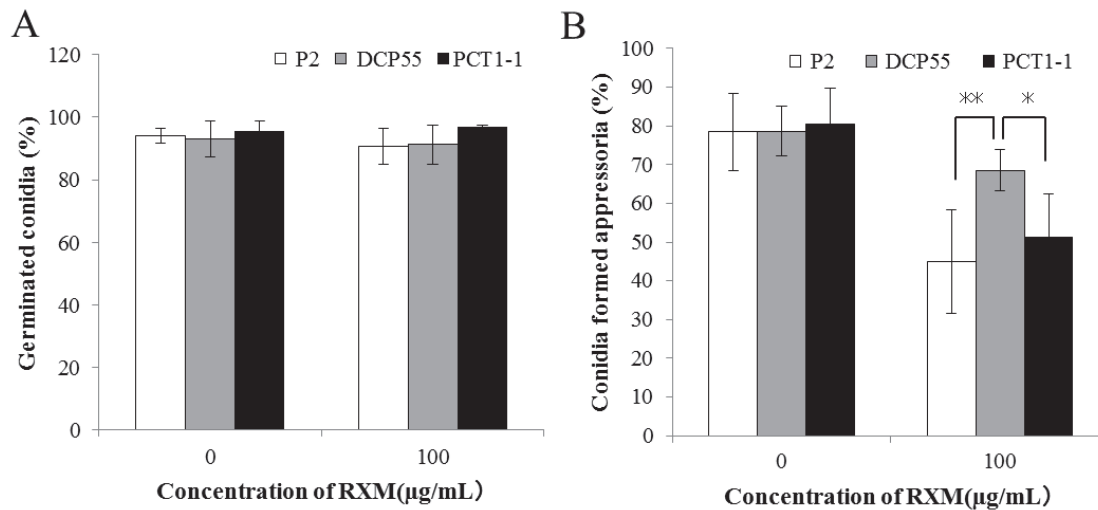 A
P2 DCP55 PCT1-1
120
100
80
60
40
20
0
Germinated conidia (%)
0 100
Concentration of RXM(μg/mL)
B
P2 DCP55 PCT1-1
100
90
80
70
60
50
40
30
20
10
0
Conidia formed appressoria (%)
** *
0 100
Concentration of RXM(μg/mL)